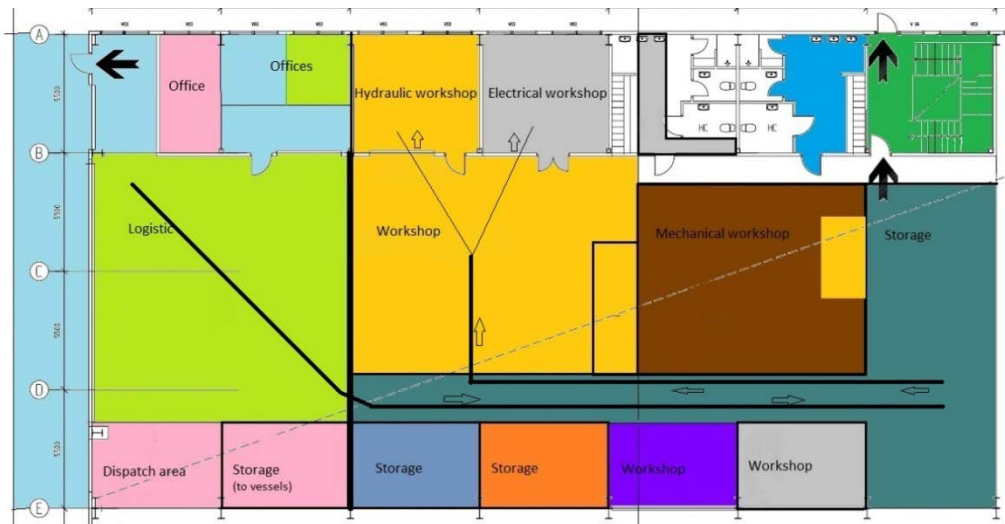 A
Office
Offices
Hydraulic workshop
Electrical workshop
HC
HC
B
Logistic
Workshop
Mechanical workshop
Storage
C
D
Dispatch area
Storage
(to vessels)
Storage
Storage
Workshop
Workshop
E